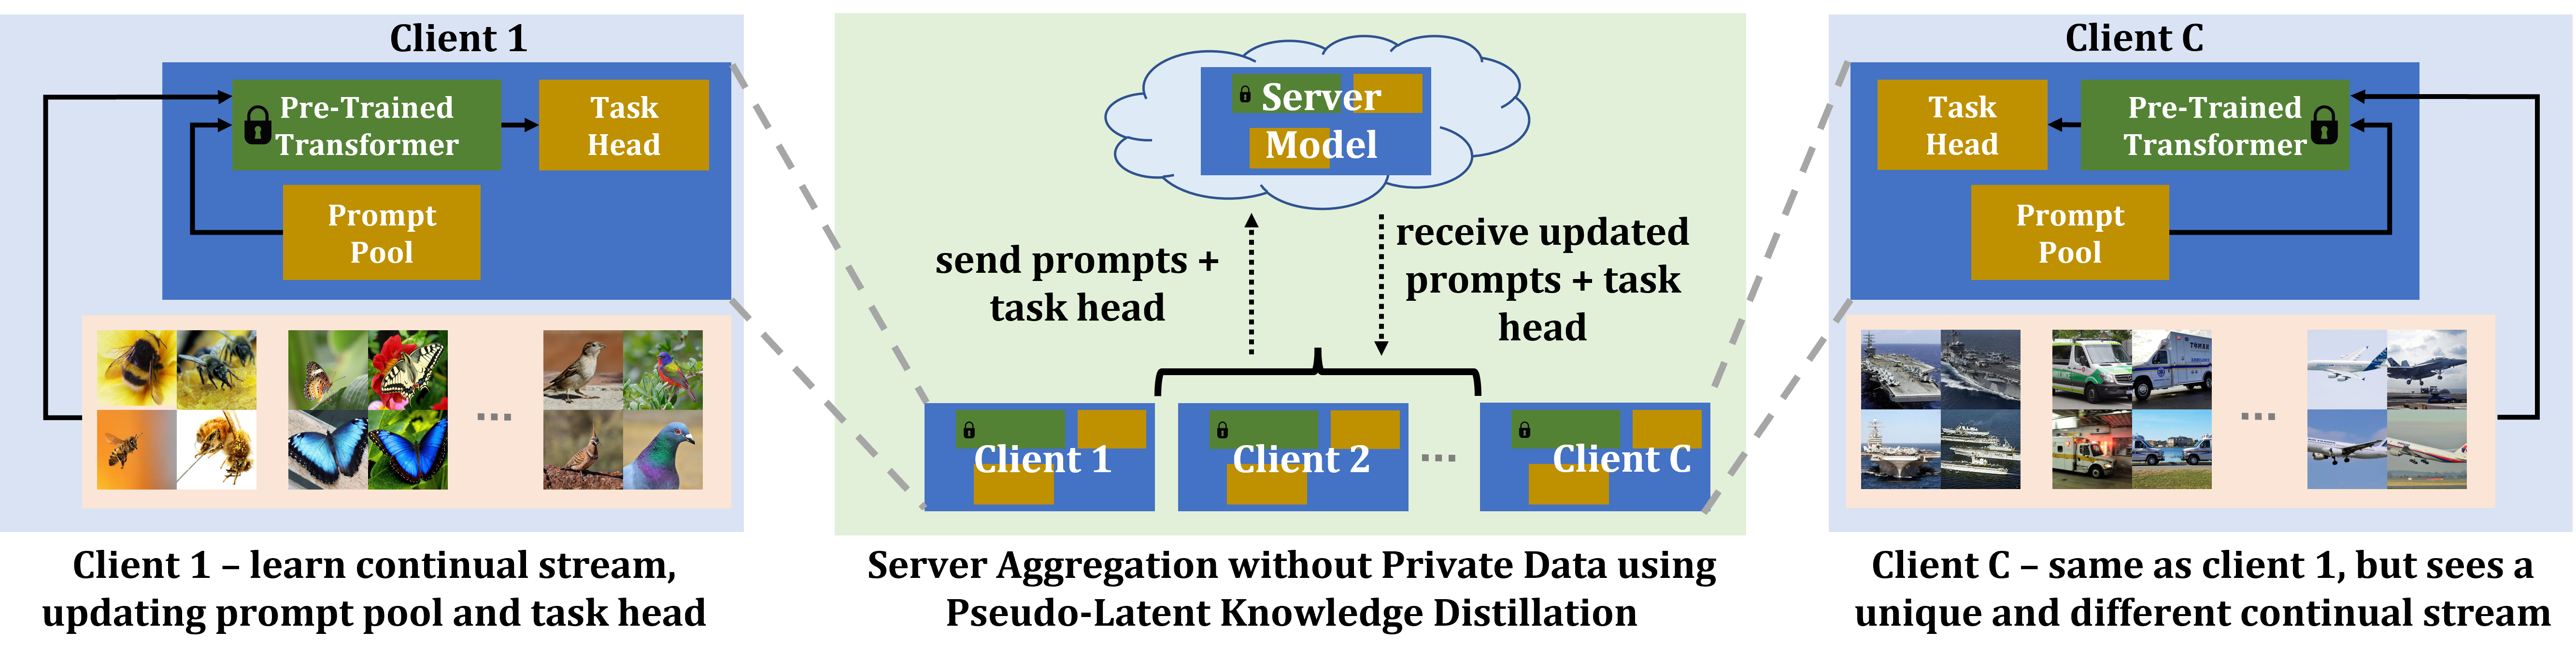 Client 1
Pre-Trained
Transformer
Task
Head
Prompt
Pool
Client 1 – learn continual stream,
updating prompt pool and task head
Server
Model
send prompts +
task head
receive updated
prompts + task
head
Client 1
Client 2
...
Client C
Server Aggregation without Private Data using
Pseudo-Latent Knowledge Distillation
Client C
Task
Head
Pre-Trained
Transformer
Prompt
Pool
...
...
Client C – same as client 1, but sees a
unique and different continual stream